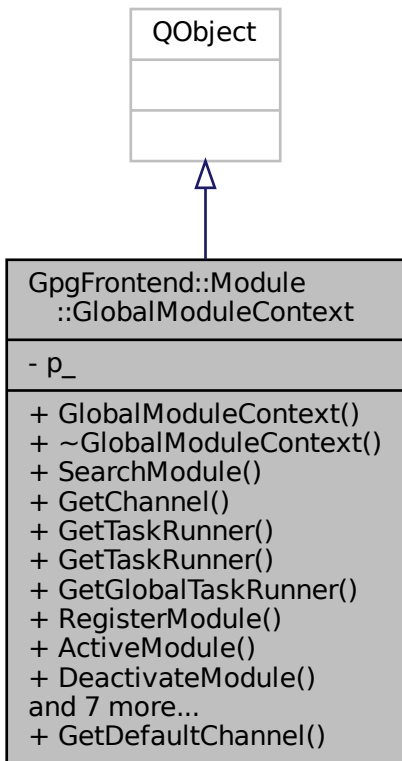 QObject
GpgFrontend::Module
::GlobalModuleContext
- p_
+ GlobalModuleContext()
+ ~GlobalModuleContext()
+ SearchModule()
+ GetChannel()
+ GetTaskRunner()
+ GetTaskRunner()
+ GetGlobalTaskRunner()
+ RegisterModule()
+ ActiveModule()
+ DeactivateModule()
and 7 more...
+ GetDefaultChannel()